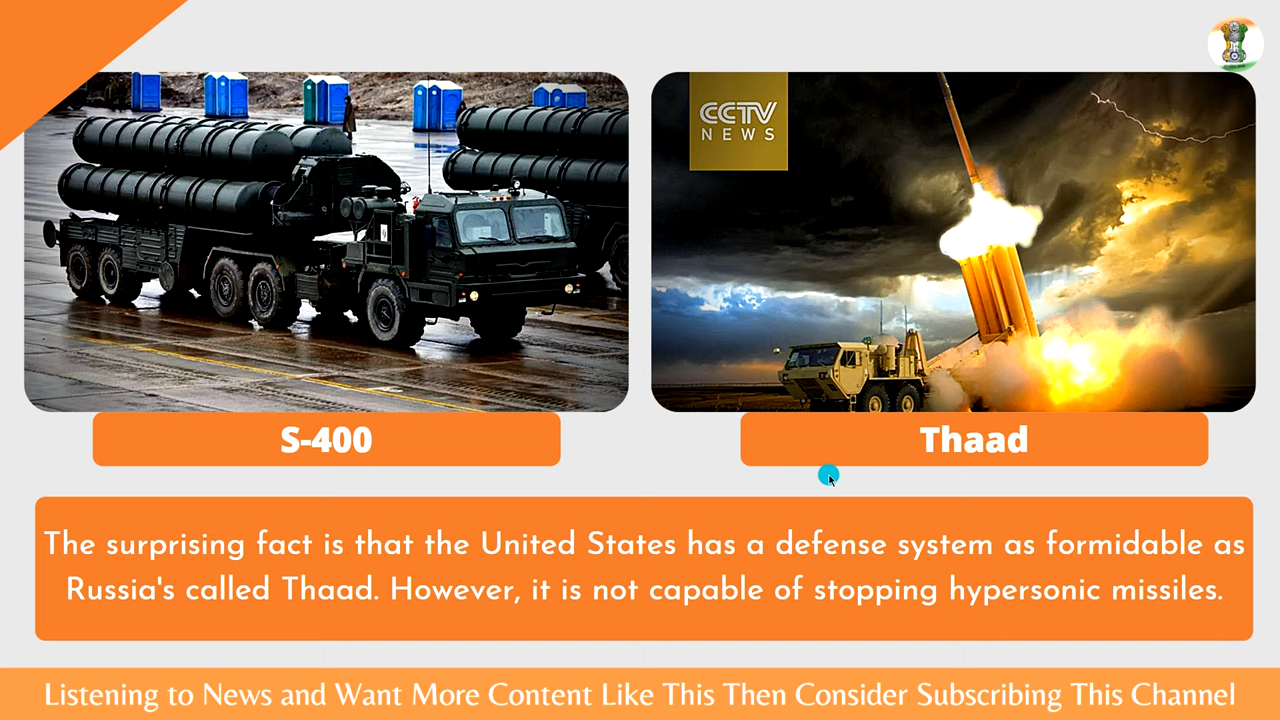 CCTV
NEWS
S-400
Thaad
The surprising fact is that the United States has a defense system as formidable as
Russia's called Thaad. However, it is not capable of stopping hypersonic missiles.
Listening to News and Want More Content Like This Then Consider Subscribing This Channel